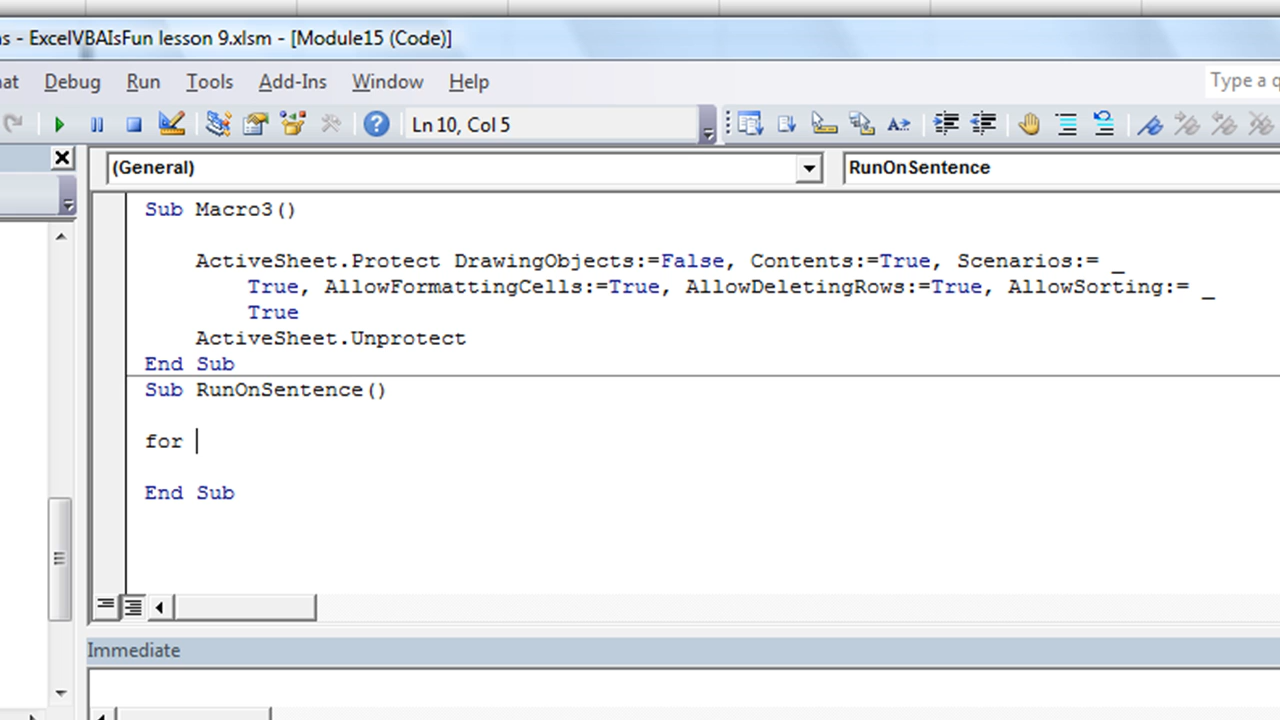 s - ExcelVBAIsFun lesson 9.xlsm - [Module15 (Code)]
at Debug Run Tools Add-Ins Window Help Type a q
Ln 10, Col 5
(General) RunOnSentence
Sub Macro3()
ActiveSheet.Protect DrawingObjects:=False, Contents:=True, Scenarios:= _
True, AllowFormattingCells:=True, AllowDeletingRows:=True, AllowSorting:= _
True
ActiveSheet.Unprotect
End Sub
Sub RunOnSentence()
for
End Sub
Immediate